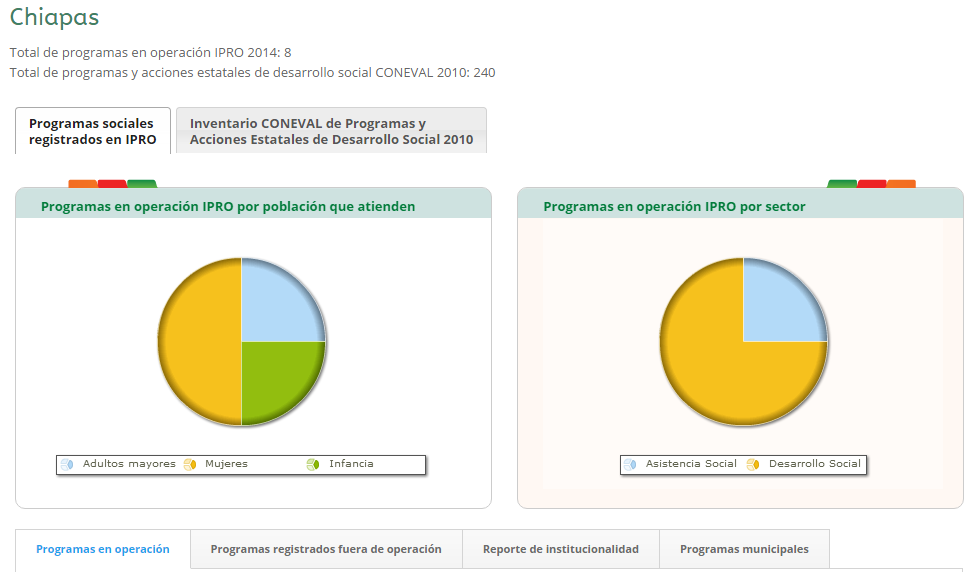 Chiapas
Total de programas en operación IPRO 2014: 8
Total de programas y acciones estatales de desarrollo social CONEVAL 2010: 240
Programas sociales
registrados en IPRO
Inventario CONEVAL de Programas y
Acciones Estatales de Desarrollo Social 2010
Programas en operación IPRO por población que atienden
Adultos mayores Mujeres Infancia
Programas en operación IPRO por sector
Asistencia Social Desarrollo Social
Programas en operación Programas registrados fuera de operación Reporte de institucionalidad Programas municipales